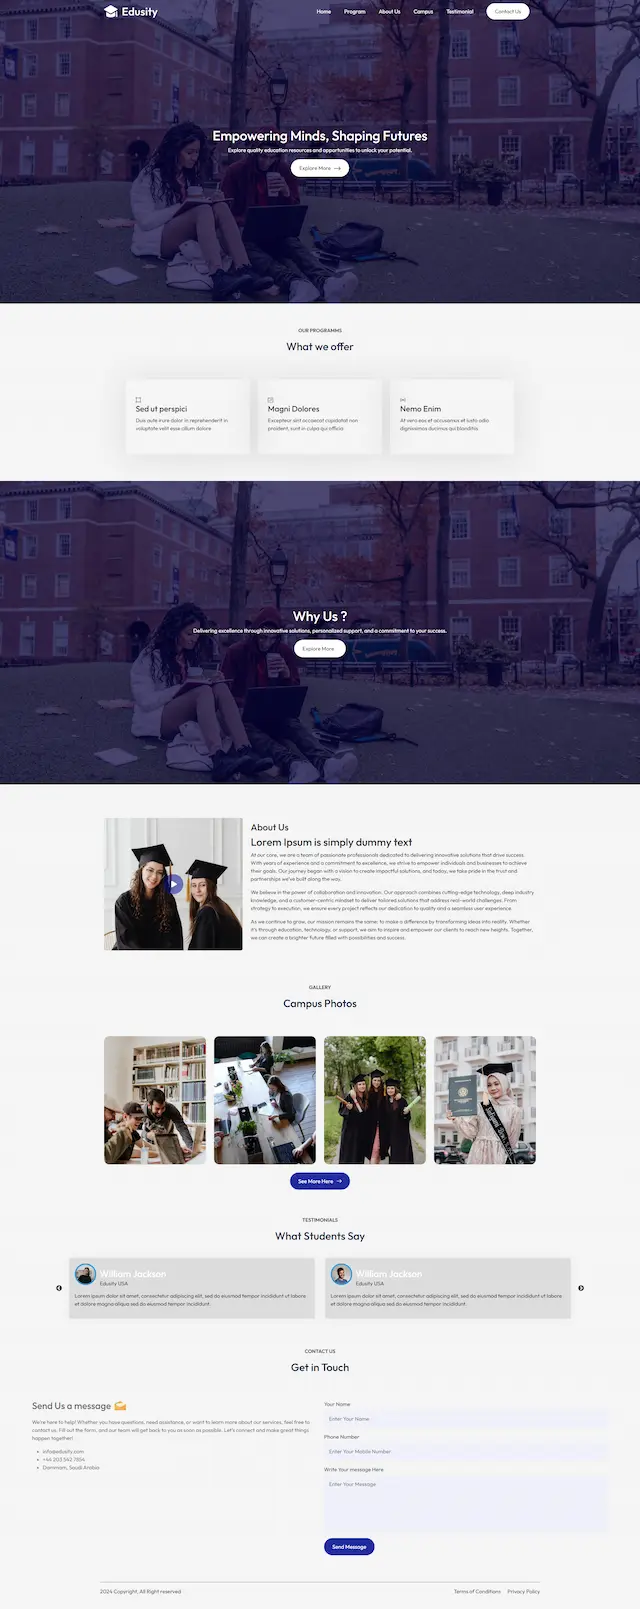 Edusity
Home Program About Us Campus Testimonial Contact Us
Empowering Minds, Shaping Futures
Explore quality education resources and opportunities to unlock your potential.
Explore More
OUR PROGRAMMS
What we offer
Sed ut perspici
Duis aute irure dolor in reprehenderit in
voluptate velit esse cillum dolore
Magni Dolores
Excepteur sint occaecat cupidatat non
proident, sunt in culpa qui officia
Nemo Enim
At vero eos et accusamus et iusto odio
dignissimos ducimus qui blanditiis
Why Us ?
Delivering excellence through innovative solutions, personalized support, and a commitment to your success.
Explore More
About Us
Lorem Ipsum is simply dummy text
At our core, we are a team of passionate professionals dedicated to delivering innovative solutions that drive success.
With years of experience and a commitment to excellence, we strive to empower individuals and businesses to achieve
their goals. Our journey began with a vision to create impactful solutions, and today, we take pride in the trust and
partnerships we've built along the way.
We believe in the power of collaboration and innovation. Our approach combines cutting-edge technology, deep industry
knowledge, and a customer-centric mindset to deliver tailored solutions that address real-world challenges. From
strategy to execution, we ensure every project reflects our dedication to quality and a seamless user experience.
As we continue to grow, our mission remains the same: to make a difference by transforming ideas into reality. Whether
it's through education, technology, or support, we aim to inspire and empower our clients to reach new heights. Together,
we can create a brighter future filled with possibilities and success.
GALLERY
Campus Photos
See More Here
TESTIMONIALS
What Students Say
William Jackson
Edusity USA
Lorem ipsum dolor sit amet, consectetur adipiscing elit, sed do eiusmod tempor incididunt ut labore
et dolore magna aliqua sed do eiusmod tempor incididunt
William Jackson
Edusity USA
Lorem ipsum dolor sit amet, consectetur adipiscing elit, sed do eiusmod tempor incididunt ut labore
et dolore magna aliqua sed do eiusmod tempor incididunt
CONTACT US
Get in Touch
Send Us a message
We're here to help! Whether you have questions, need assistance, or want to learn more about our services, feel free to
contact us. Fill out the form, and our team will get back to you as soon as possible. Let's connect and make great things
happen together!
info@edusity.com
+44 203 542 7804
Dammam, Saudi Arabia
Your Name
Enter Your Name
Phone Number
Enter Your Mobile Number
Write Your message Here
Enter Your Message
Send Message
2024 Copyright, All Right reserved
Terms of Conditions Privacy Policy